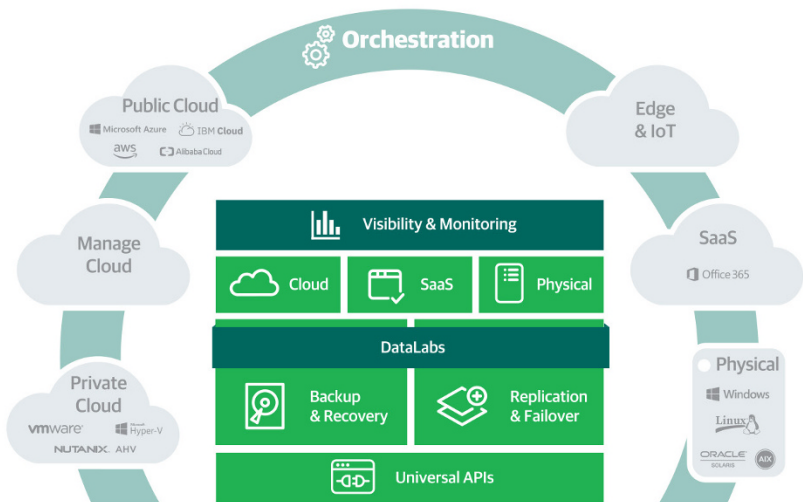 Orchestration
Public Cloud
Microsoft Azure
IBM Cloud
aws
Alibaba Cloud
Edge
& IoT
Manage
Cloud
SaaS
Office 365
Private
Cloud
vmware
Microsoft
Hyper-V
NUTANIX. AHV
Physical
Windows
Linux
ORACLE
SOLARIS
AIX
Visibility & Monitoring
Cloud
SaaS
Physical
DataLabs
Backup
& Recovery
Replication
& Failover
Universal APIs